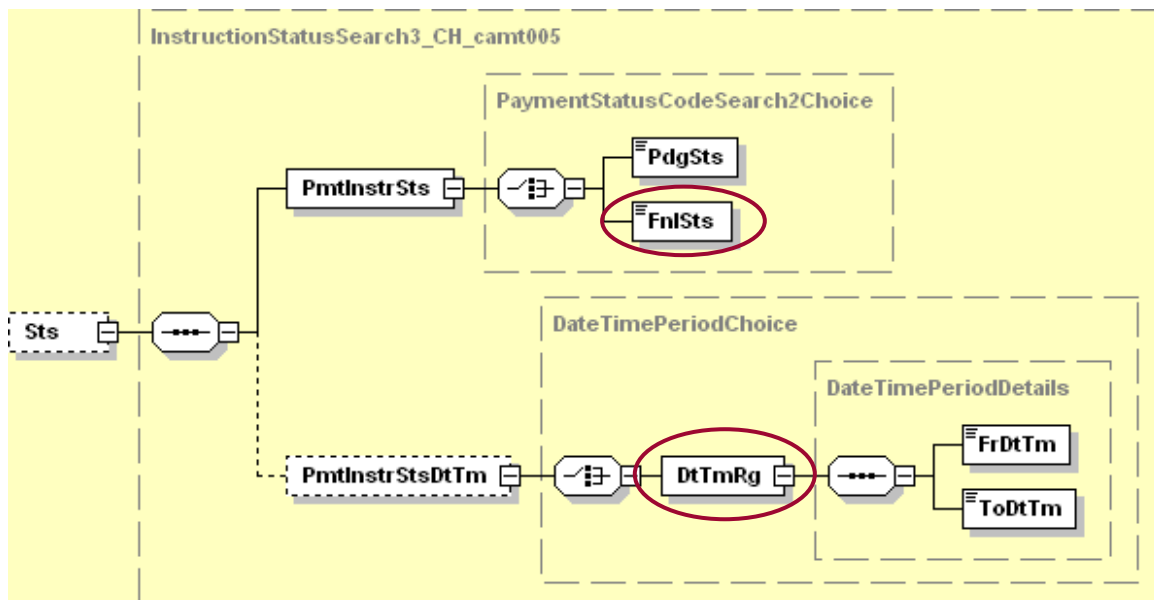 InstructionStatusSearch3_CH_camt005
PaymentStatusCodeSearch2Choice
PdgSts
PmtInstrSts
FnlSts
Sts
DateTimePeriodChoice
DateTimePeriodDetails
FrDtTm
PmtInstrStsDtTm
DtTmRg
ToDtTm